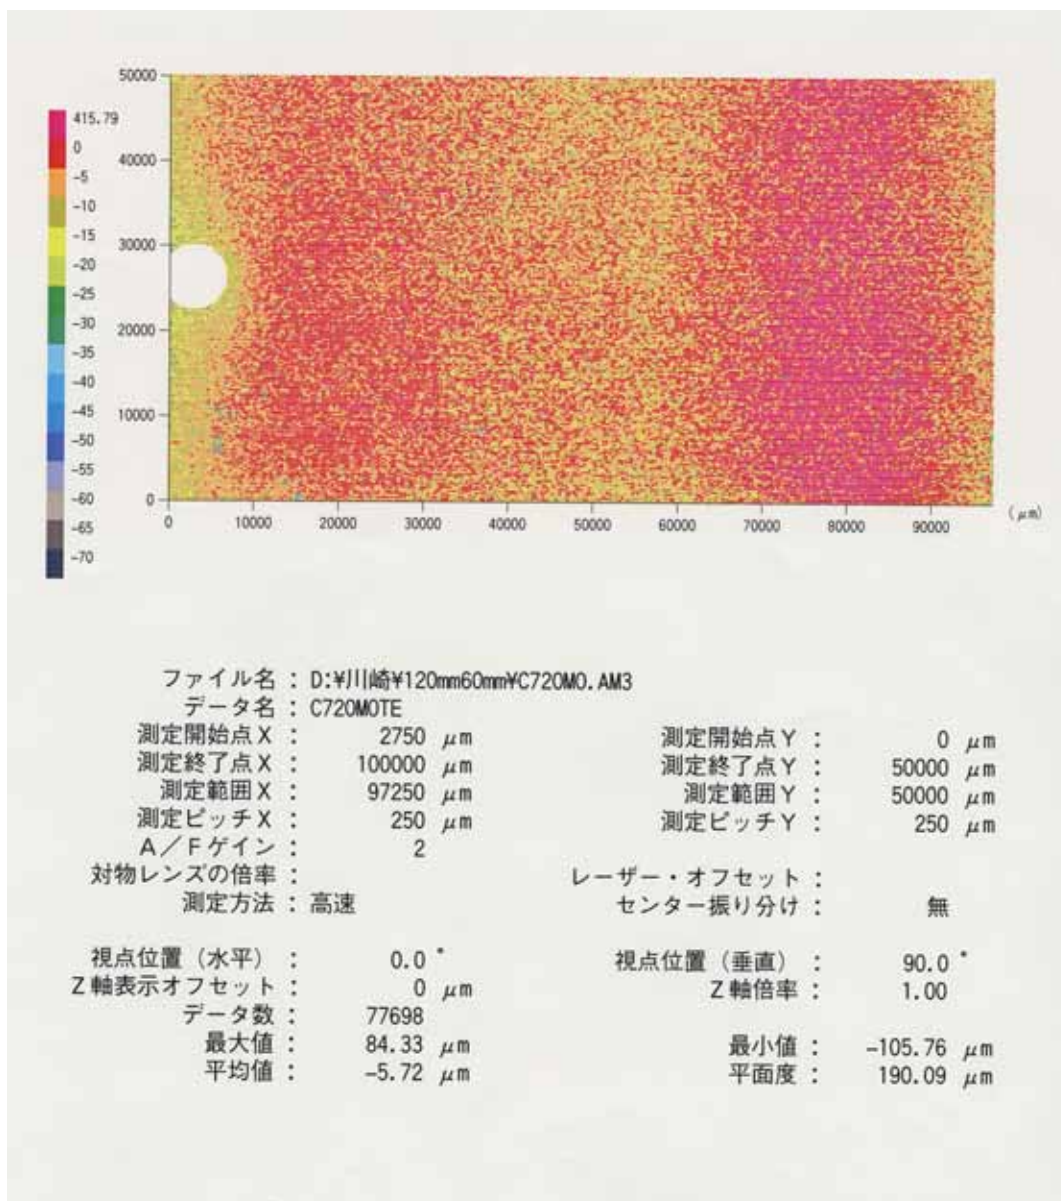 50000
40000
30000
20000
10000
0
415.79
0
-5
-10
-15
-20
-25
-30
-35
-40
-45
-50
-55
-60
-65
-70
0 10000 20000 30000 40000 50000 60000 70000 80000 90000 (μm)
ファイル名 : D:¥川崎¥120mm60mm¥C720MO.AM3
データ名 : C720MOTE
測定開始点X : 2750 μm 測定開始点Y : 0 μm
測定終了点X : 100000 μm 測定終了点Y : 50000 μm
測定範囲X : 97250 μm 測定範囲Y : 50000 μm
測定ピッチX : 250 μm 測定ピッチY : 250 μm
A/Fゲイン : 2
対物レンズの倍率 : レーザー・オフセット :
測定方法 : 高速 センター振り分け : 無
視点位置(水平) : 0.0° 視点位置(垂直) : 90.0°
Z軸表示オフセット : 0 μm Z軸倍率 : 1.00
データ数 : 77698
最大値 : 84.33 μm 最小値 : -105.76 μm
平均値 : -5.72 μm 平面度 : 190.09 μm